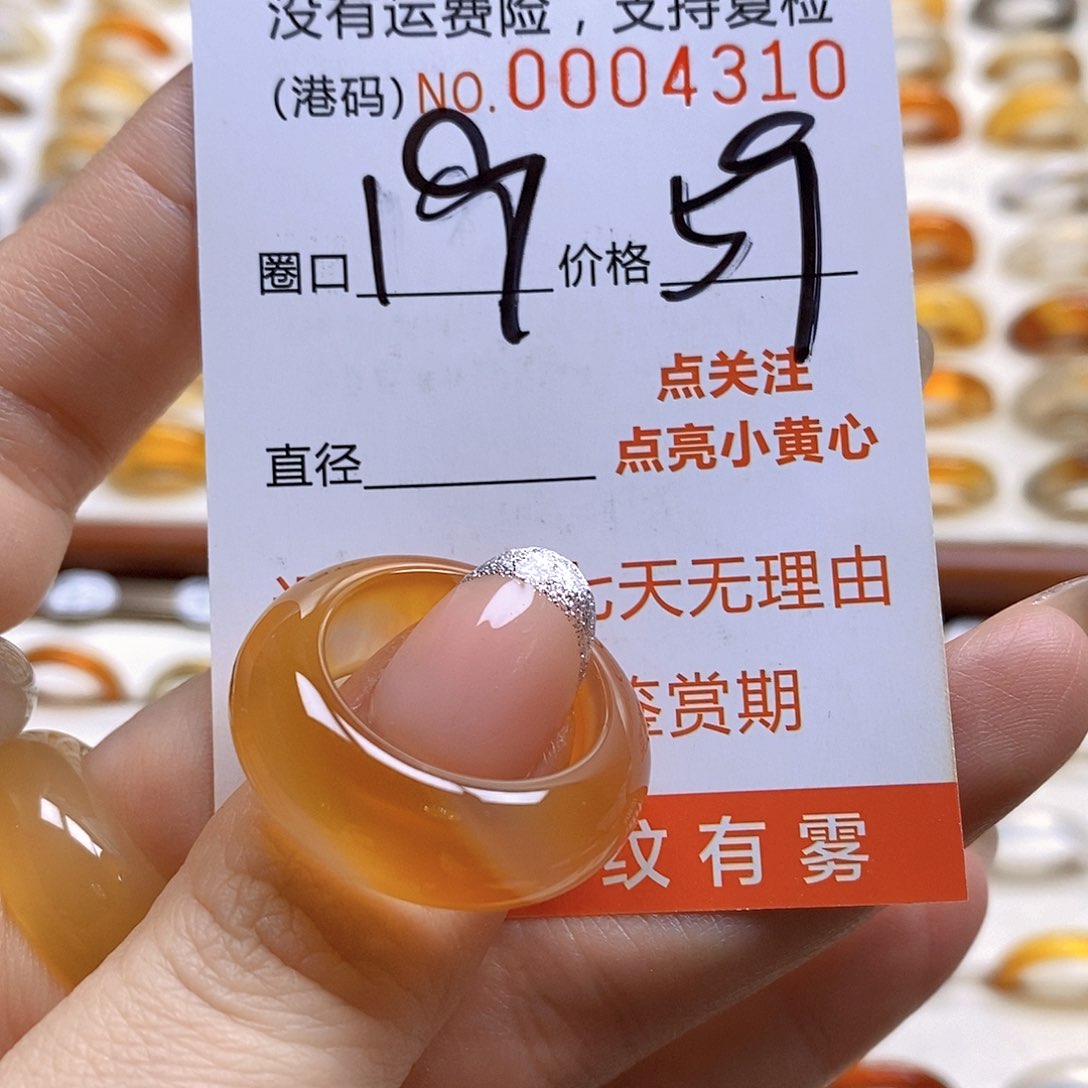 没有运费险，支持复检
(港码) NO.0004310
圈口 19 价格 59
点关注
点亮小黄心
直径
七天无理由
鉴赏期
纹有雾